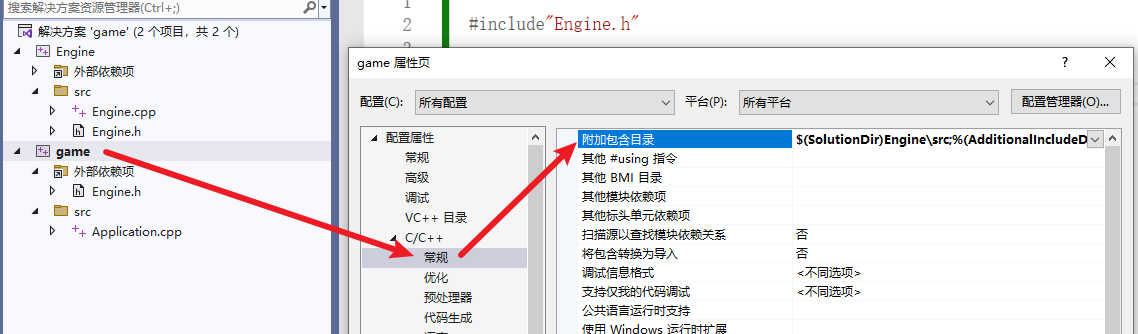 搜索解决方案资源管理器(Ctrl+;)
解决方案 'game' (2 个项目，共 2 个)
Engine
外部依赖项
src
Engine.cpp
Engine.h
game
外部依赖项
Engine.h
src
Application.cpp
1
2 #include"Engine.h"
game 属性页
? ×
配置(C): 所有配置 平台(P): 所有平台 配置管理器(O)...
配置属性
常规
高级
调试
VC++ 目录
C/C++
常规
优化
预处理器
代码生成
附加包含目录 $(SolutionDir)Engine\src;%(AdditionalIncludeD
其他 #using 指令
其他 BMI 目录
其他模块依赖项
其他标头单元依赖项
扫描源以查找模块依赖关系 否
将包含转换为导入 否
调试信息格式 <不同选项>
支持仅我的代码调试 <不同选项>
公共语言运行时支持
使用 Windows 运行时扩展